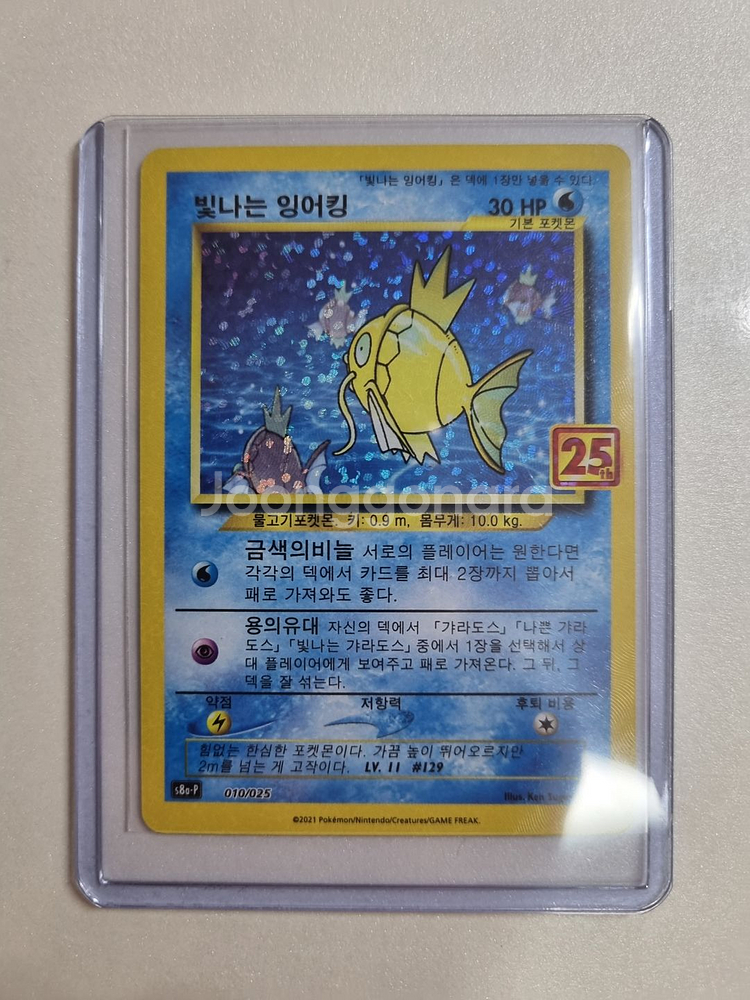 「빛나는 잉어킹」은 덱에 1장만 넣을 수 있다.
빛나는 잉어킹 30 HP
기본 포켓몬
25th
Joongdonara
물고기포켓몬. 키: 0.9 m, 몸무게: 10.0 kg.
금색의비늘 서로의 플레이어는 원한다면
각각의 덱에서 카드를 최대 2장까지 뽑아서
패로 가져와도 좋다.
용의유대 자신의 덱에서 「갸라도스」「나쁜 갸라
도스」「빛나는 갸라도스」중에서 1장을 선택해서 상
대 플레이어에게 보여주고 패로 가져온다. 그 뒤, 그
덱을 잘 섞는다.
약점 저항력 후퇴 비용
힘없는 한심한 포켓몬이다. 가끔 높이 뛰어오르지만
2m를 넘는 게 고작이다. LV. 11 #129
s8a-P 010/025 Illus. Ken
©2021 Pokémon/Nintendo/Creatures/GAME FREAK.